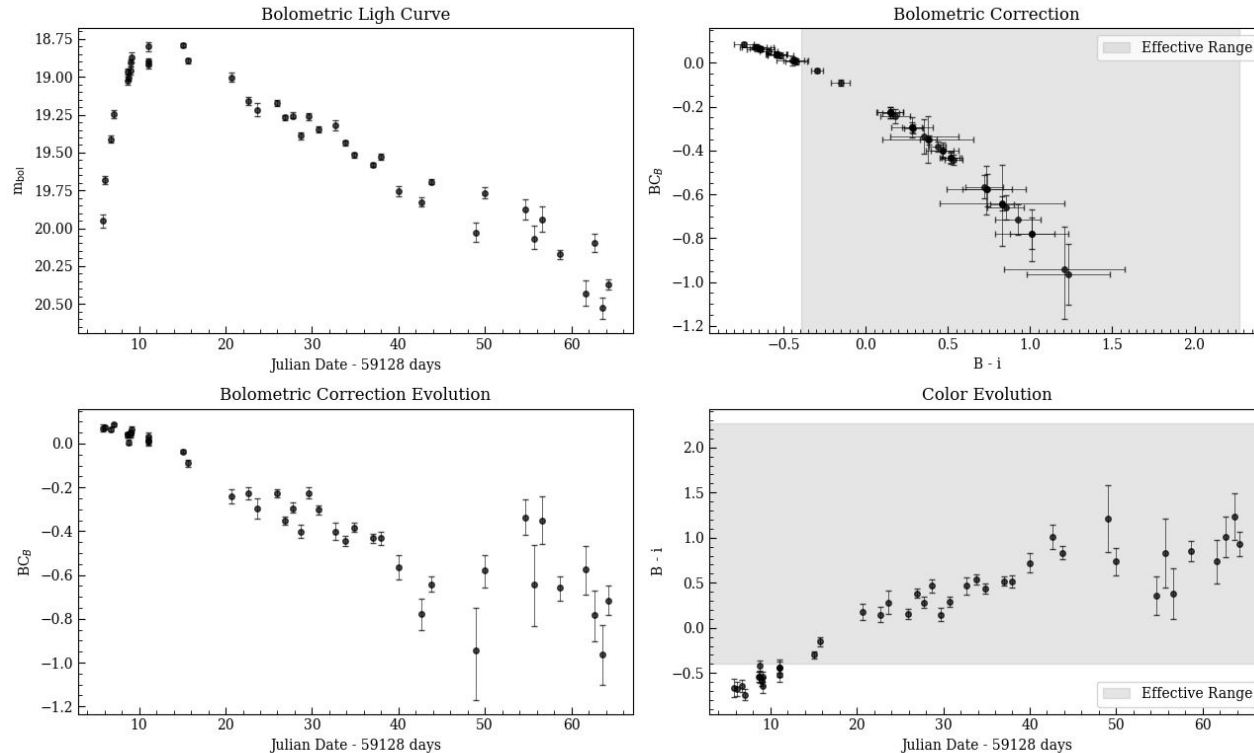 Bolometric Ligh Curve
18.75
19.00
19.25
19.50
19.75
20.00
20.25
20.50
m_bol
10 20 30 40 50 60
Julian Date - 59128 days
Bolometric Correction
Effective Range
0.0
−0.2
−0.4
−0.6
−0.8
−1.0
−1.2
BC_B
−0.5 0.0 0.5 1.0 1.5 2.0
B - i
Bolometric Correction Evolution
0.0
−0.2
−0.4
−0.6
−0.8
−1.0
−1.2
BC_B
10 20 30 40 50 60
Julian Date - 59128 days
Color Evolution
2.0
1.5
1.0
0.5
0.0
−0.5
B - i
Effective Range
10 20 30 40 50 60
Julian Date - 59128 days